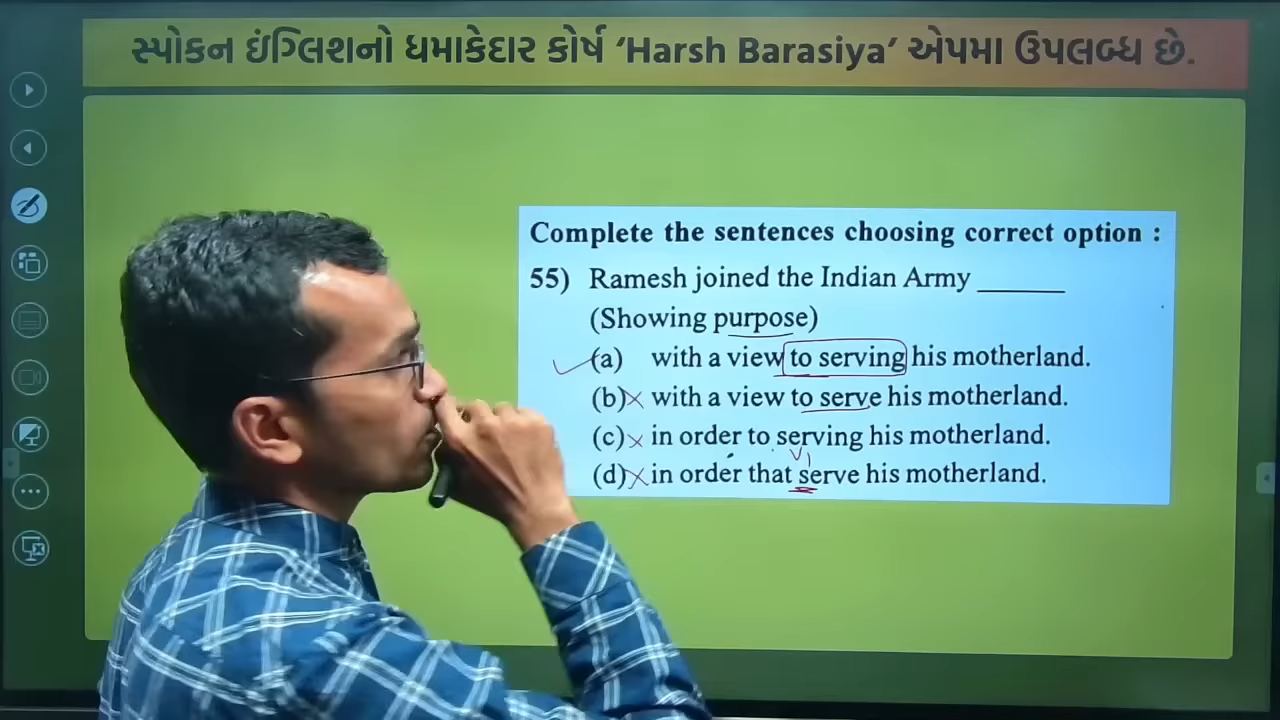 સ્પોકન ઇંગ્લિશનો ધમાકેદાર કોર્ષ ‘Harsh Barasiya’ એપમા ઉપલબ્ધ છે.
Complete the sentences choosing correct option :
55) Ramesh joined the Indian Army ______
(Showing purpose)
(a) with a view to serving his motherland.
(b) with a view to serve his motherland.
(c) in order to serving his motherland.
(d) in order that serve his motherland.
V1